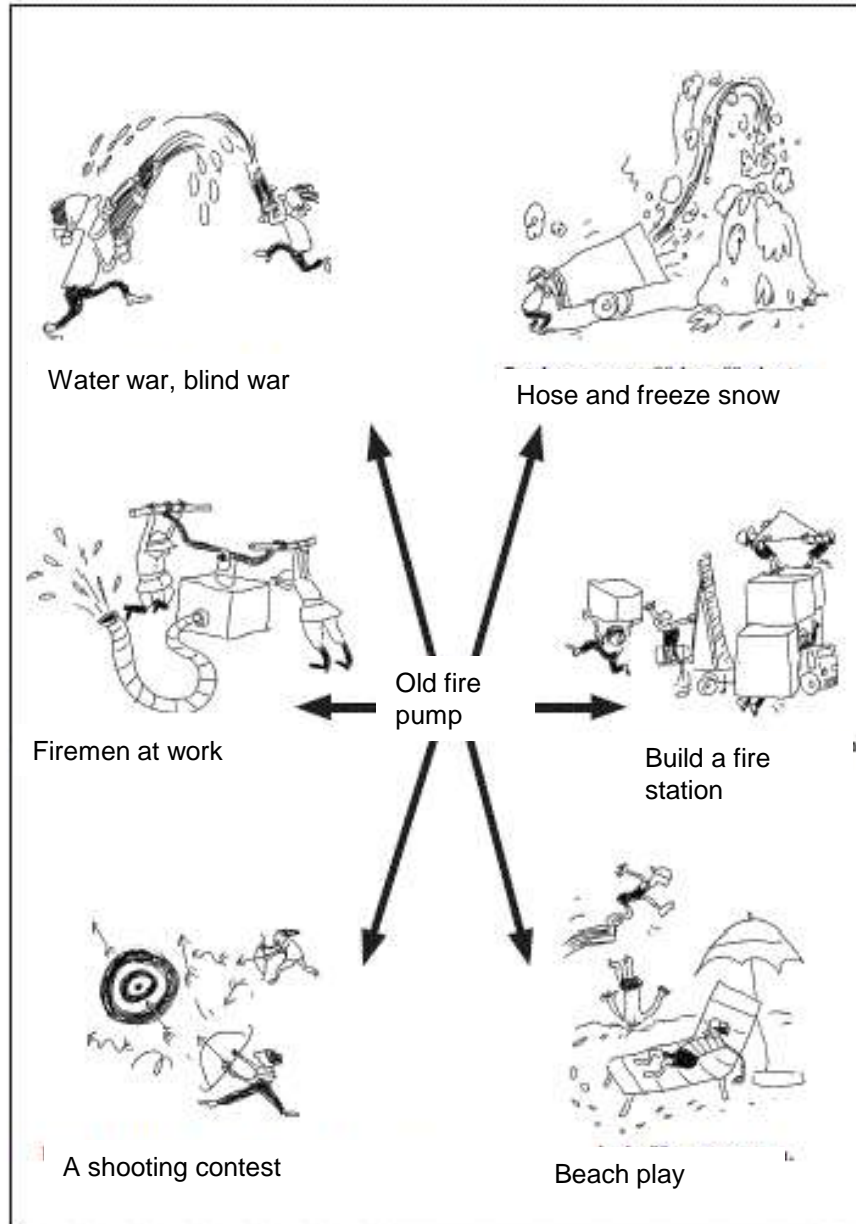 Water war, blind war
Hose and freeze snow
Old fire
pump
Firemen at work
Build a fire
station
A shooting contest
Beach play